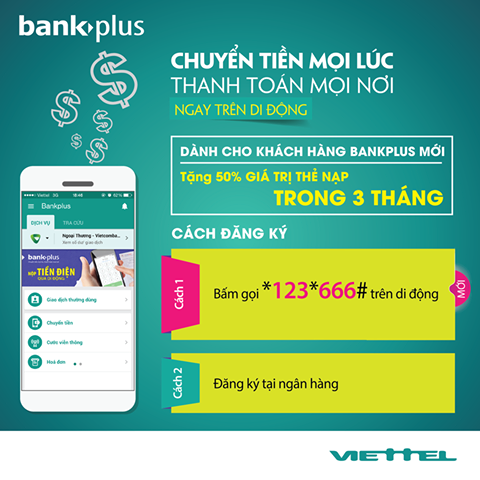 bankplus
CHUYỂN TIỀN MỌI LÚC
THANH TOÁN MỌI NƠI
NGAY TRÊN DI ĐỘNG
DÀNH CHO KHÁCH HÀNG BANKPLUS MỚI
Tặng 50% GIÁ TRỊ THẺ NẠP
TRONG 3 THÁNG
CÁCH ĐĂNG KÝ
Cách 1
Bấm gọi *123*666# trên di động
MỚI
Cách 2
Đăng ký tại ngân hàng
Viettel 3G 18:48 52%
Bankplus
DỊCH VỤ TRA CỨU
Ngoại Thương - Vietcomba...
Xem số dư/ giao dịch
bankplus
TIỀN ĐIỆN
QUA DI ĐỘNG
Giao dịch thường dùng
Chuyển tiền
Cước viễn thông
Hoá đơn
VIETTEL